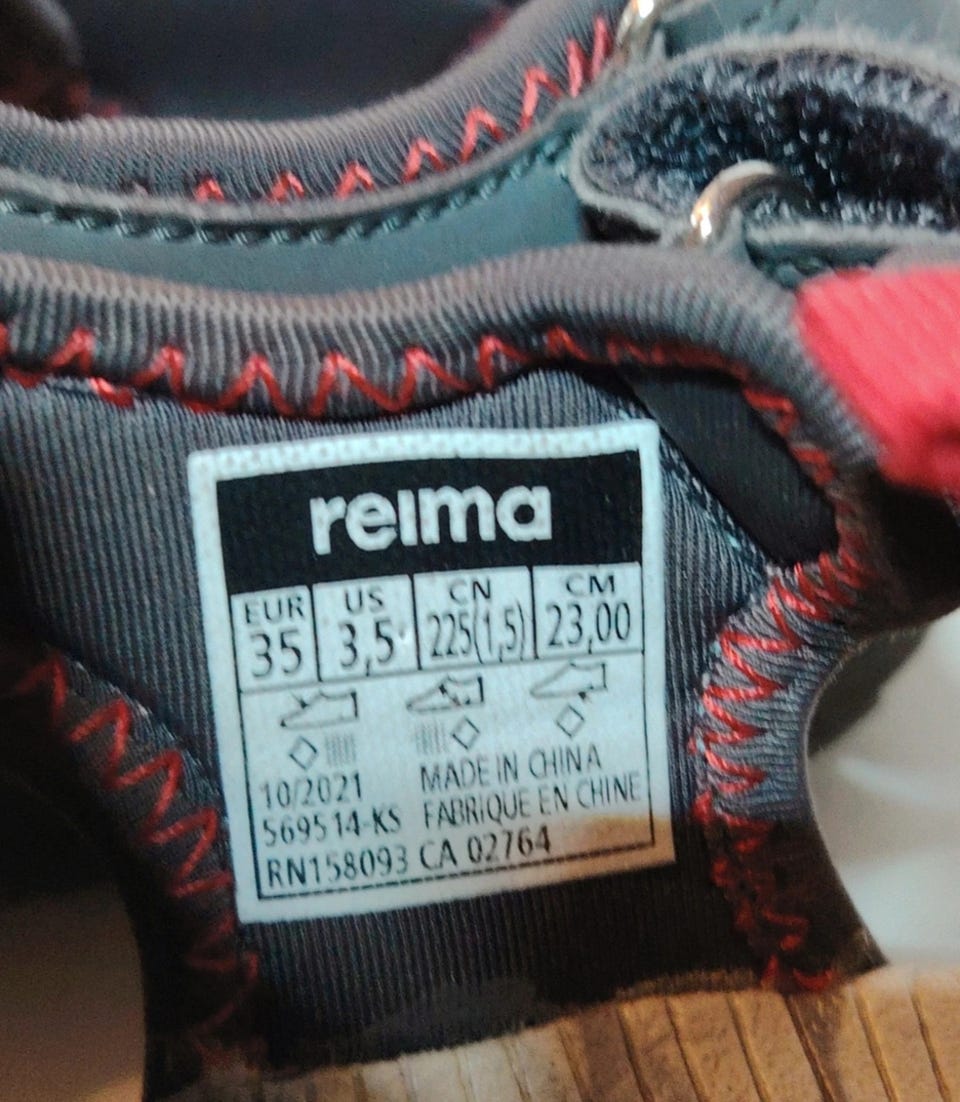 reima
EUR US CN CM
35 3,5 225(1,5) 23,00
10/2021 MADE IN CHINA
569514-KS FABRIQUE EN CHINE
RN158093 CA 02764